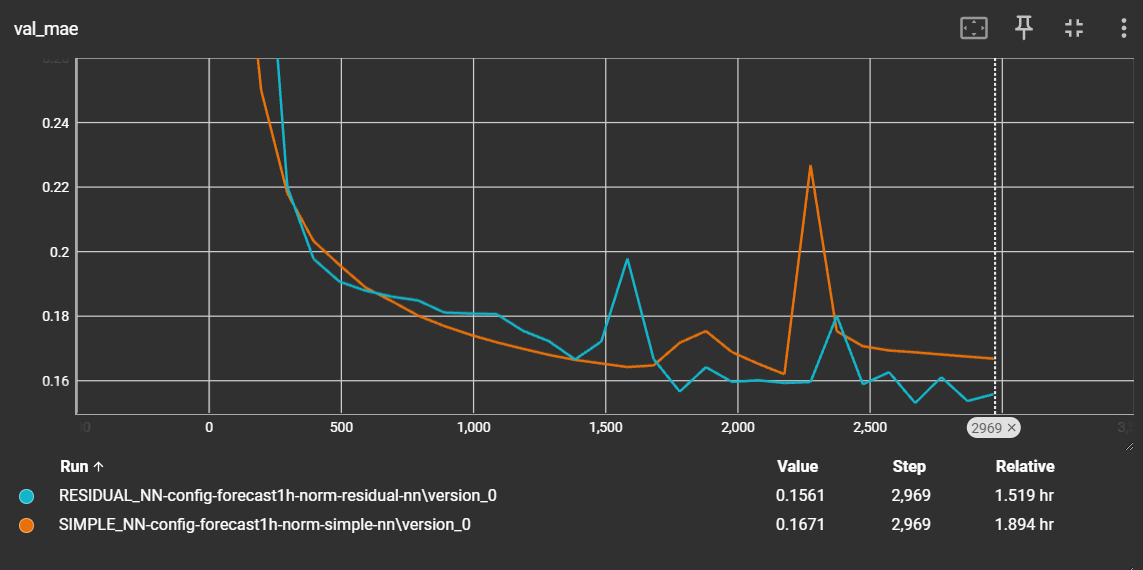 val_mae
0.26
0.24
0.22
0.2
0.18
0.16
0 500 1,000 1,500 2,000 2,500 2969 ×
Run ↑ Value Step Relative
RESIDUAL_NN-config-forecast1h-norm-residual-nn\version_0 0.1561 2,969 1.519 hr
SIMPLE_NN-config-forecast1h-norm-simple-nn\version_0 0.1671 2,969 1.894 hr